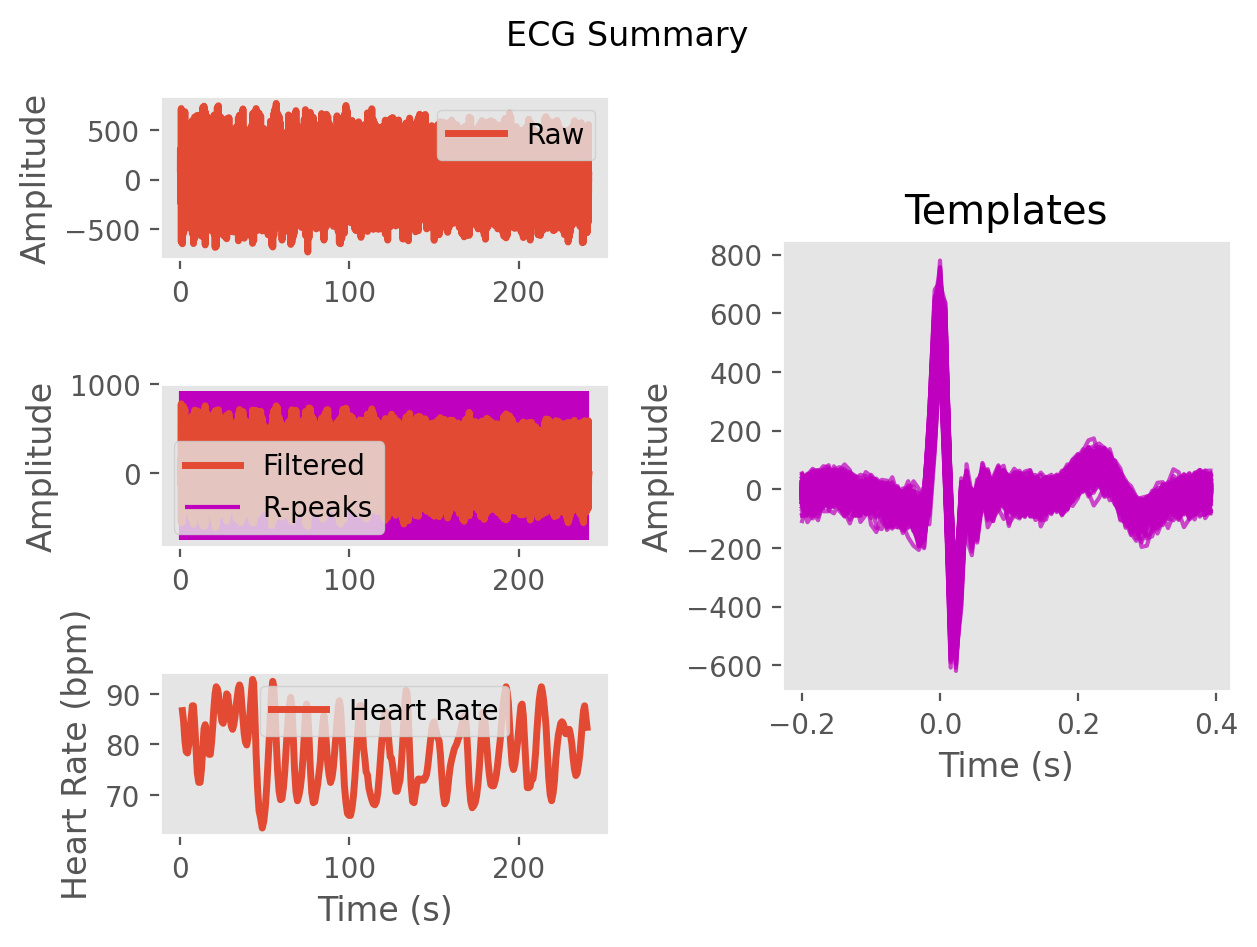 ECG Summary
Amplitude
500
0
−500
Raw
0 100 200
Amplitude
1000
0
Filtered
R-peaks
0 100 200
Heart Rate (bpm)
90
80
70
Heart Rate
0 100 200
Time (s)
Templates
Amplitude
800
600
400
200
0
−200
−400
−600
−0.2 0.0 0.2 0.4
Time (s)